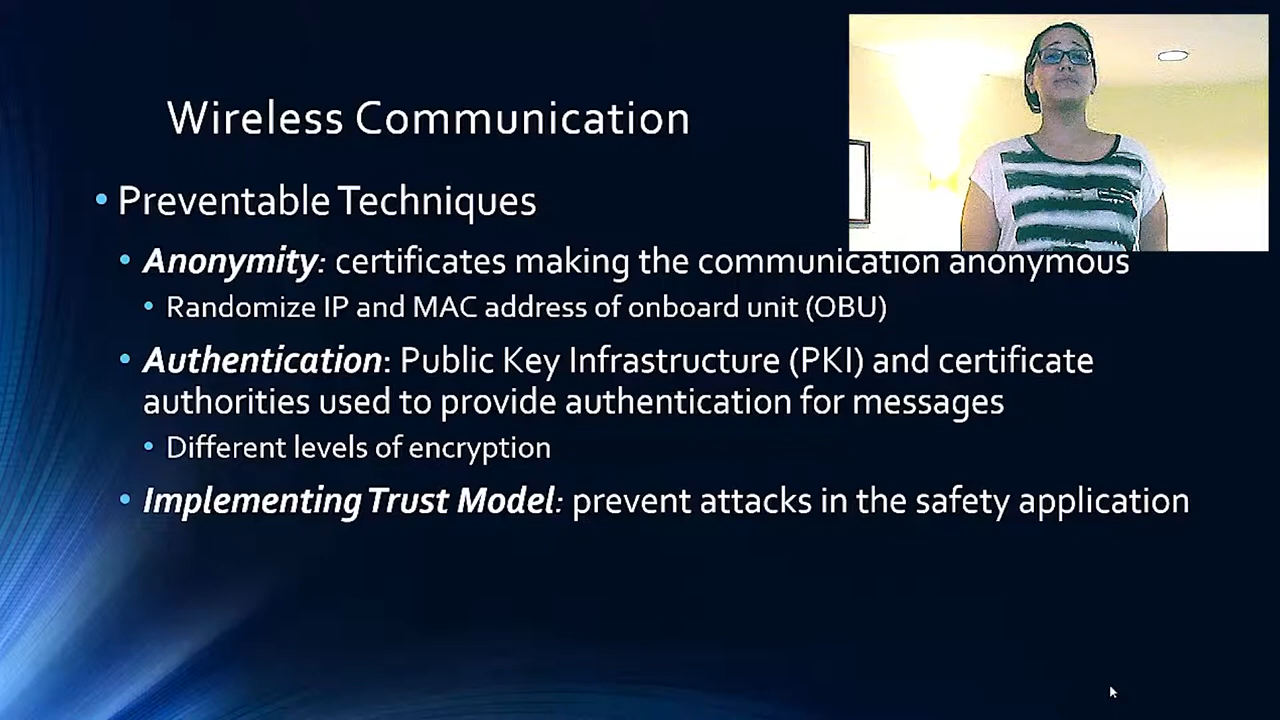 Wireless Communication
• Preventable Techniques
• Anonymity: certificates making the communication anonymous
• Randomize IP and MAC address of onboard unit (OBU)
• Authentication: Public Key Infrastructure (PKI) and certificate
authorities used to provide authentication for messages
• Different levels of encryption
• Implementing Trust Model: prevent attacks in the safety application